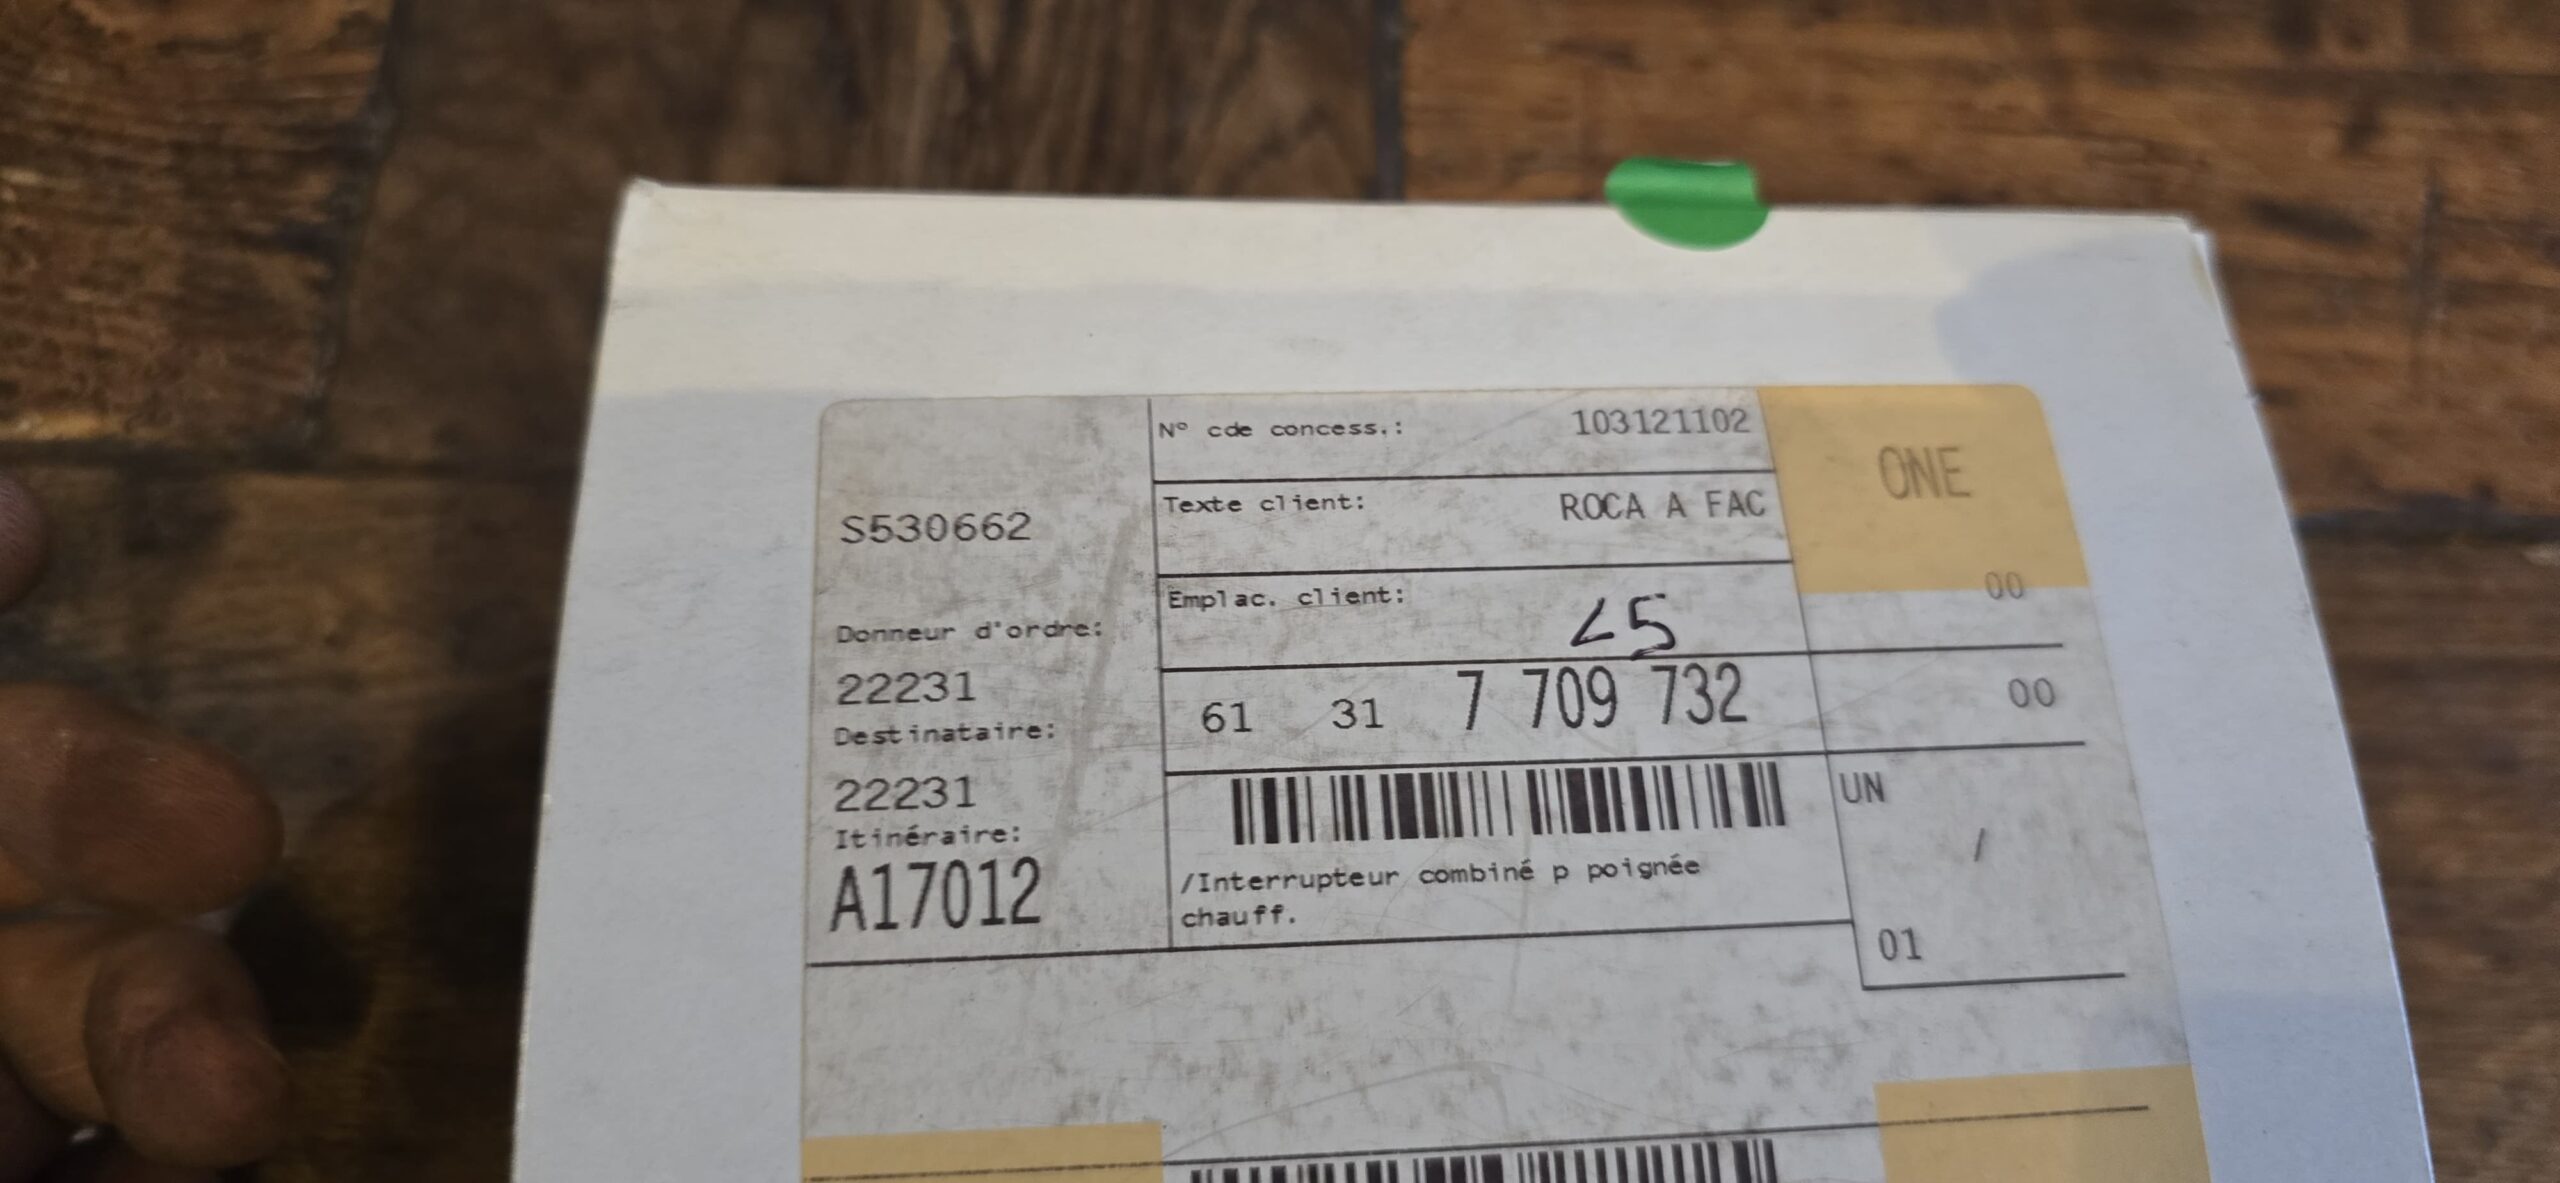 S530662
Donneur d'ordre:
22231
Destinataire:
22231
Itinéraire:
A17012
N° cde concess.: 103121102
Texte client: ROCA A FAC
Emplac. client: L5
61 31 7 709 732
/Interrupteur combiné p poignée
chauff.
ONE
00
00
UN
/
01